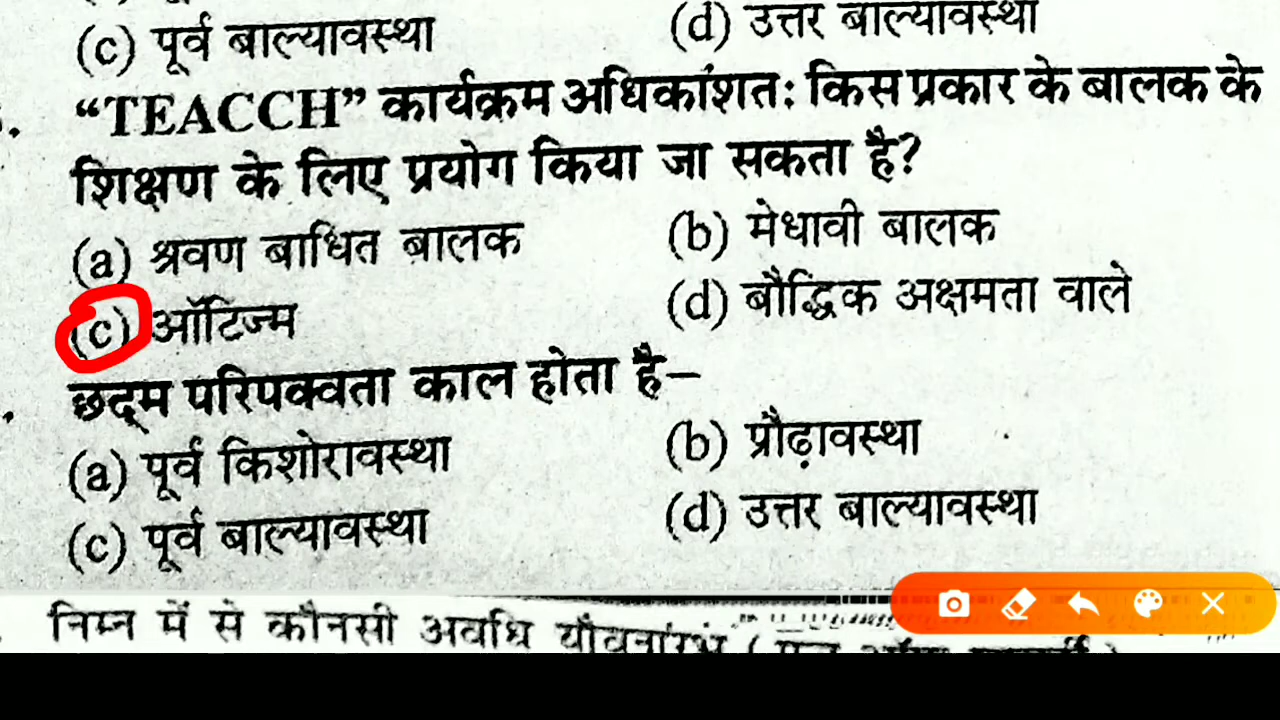 (c) पूर्व बाल्यावस्था (d) उत्तर बाल्यावस्था
“TEACCH” कार्यक्रम अधिकांशतः किस प्रकार के बालक के
शिक्षण के लिए प्रयोग किया जा सकता है?
(a) श्रवण बाधित बालक (b) मेधावी बालक
(c) ऑटिज्म (d) बौद्धिक अक्षमता वाले
छद्म परिपक्वता काल होता है–
(a) पूर्व किशोरावस्था (b) प्रौढ़ावस्था
(c) पूर्व बाल्यावस्था (d) उत्तर बाल्यावस्था
निम्न में से कौनसी अवधि यौवनारंभ